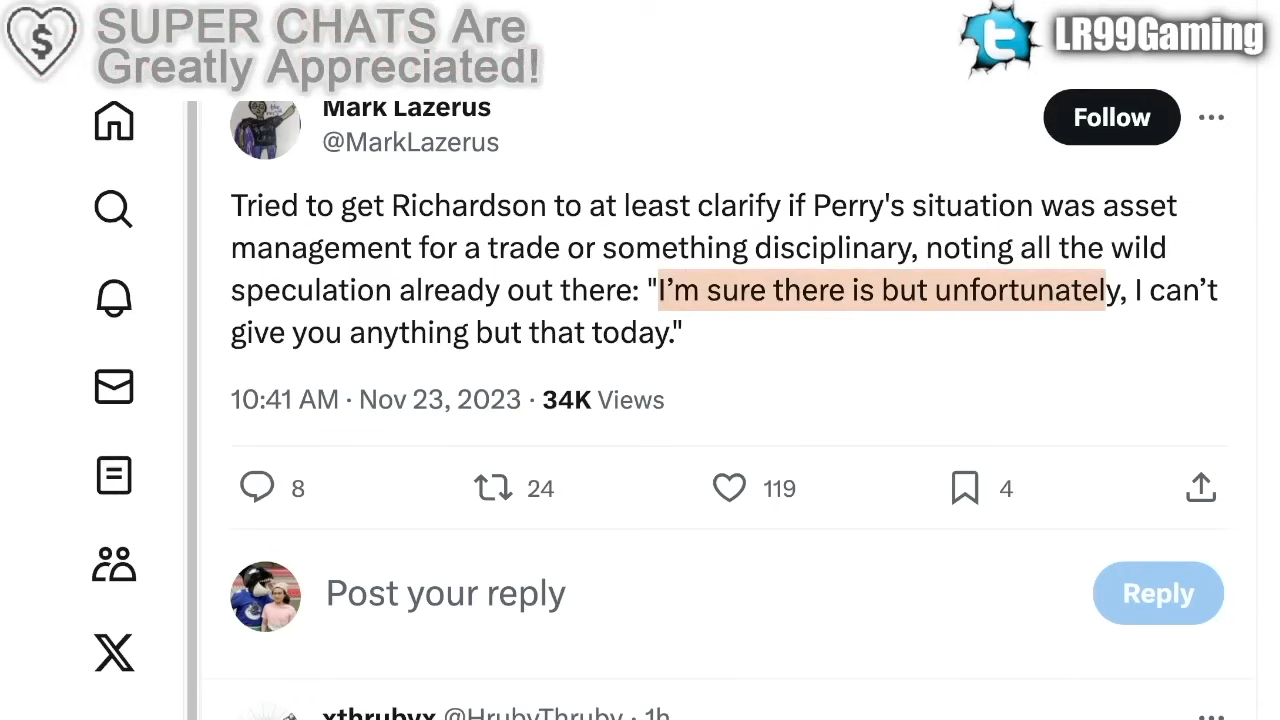 SUPER CHATS Are
Greatly Appreciated!
LR99Gaming
Mark Lazerus
@MarkLazerus
Follow
Tried to get Richardson to at least clarify if Perry's situation was asset
management for a trade or something disciplinary, noting all the wild
speculation already out there: "I’m sure there is but unfortunately, I can’t
give you anything but that today."
10:41 AM · Nov 23, 2023 · 34K Views
8 24 119 4
Post your reply
Reply
xthrubyx @HrubyThruby · 1h